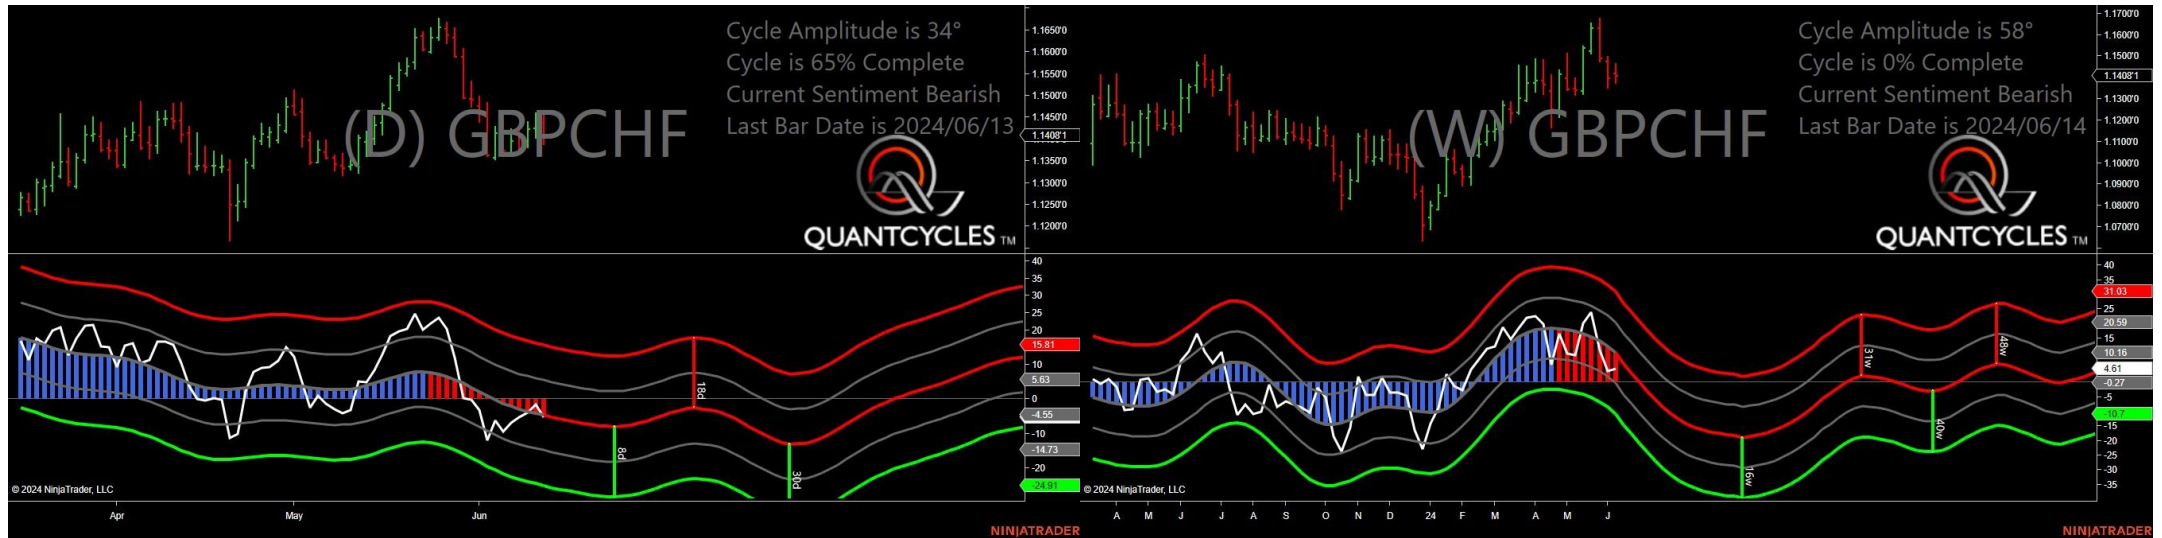 Cycle Amplitude is 34°
Cycle is 65% Complete
Current Sentiment Bearish
Last Bar Date is 2024/06/13
(D) GBPCHF
QUANTCYCLES TM
1.1650'0
1.1600'0
1.1550'0
1.1500'0
1.1450'0
1.1408'1
1.1350'0
1.1300'0
1.1250'0
1.1200'0
40
35
30
25
20
15.81
10
5.63
0
-4.55
-10
-14.73
-20
-24.91
8d
18d
30d
© 2024 NinjaTrader, LLC
Apr May Jun
NINJATRADER
Cycle Amplitude is 58°
Cycle is 0% Complete
Current Sentiment Bearish
Last Bar Date is 2024/06/14
(W) GBPCHF
QUANTCYCLES TM
1.1700'0
1.1600'0
1.1500'0
1.1408'1
1.1300'0
1.1200'0
1.1100'0
1.1000'0
1.0900'0
1.0800'0
1.0700'0
40
35
31.03
25
20.59
15
10.16
4.61
-0.27
-5
-10.7
-15
-20
-25
-30
-35
16w
31w
40w
48w
© 2024 NinjaTrader, LLC
A M J J A S O N D 24 F M A M J
NINJATRADER